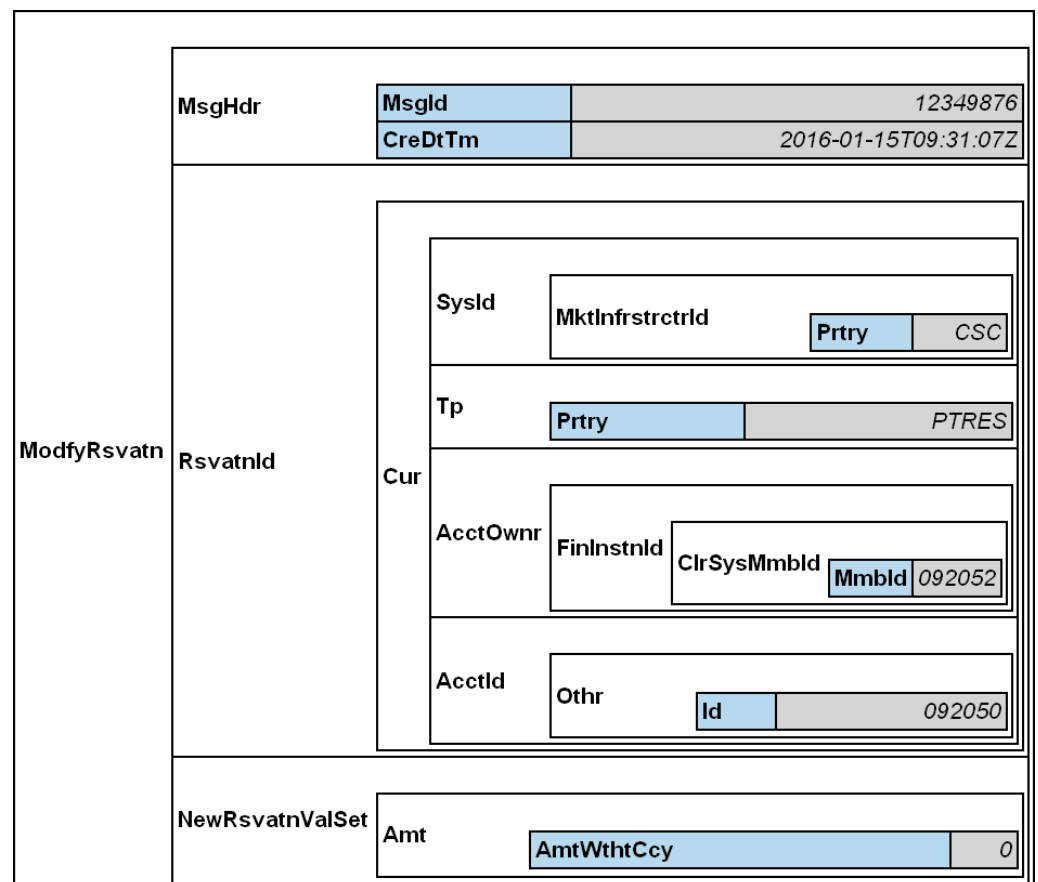 MsgHdr
MsgId 12349876
CreDtTm 2016-01-15T09:31:07Z
SysId
MktInfrstrctrId
Prtry CSC
Tp
Prtry PTRES
ModfyRsvatn
RsvatnId
Cur
AcctOwnr
FinInstnId
ClrSysMmbId
MmbId 092052
AcctId
Othr
Id 092050
NewRsvatnValSet
Amt
AmtWthtCcy 0